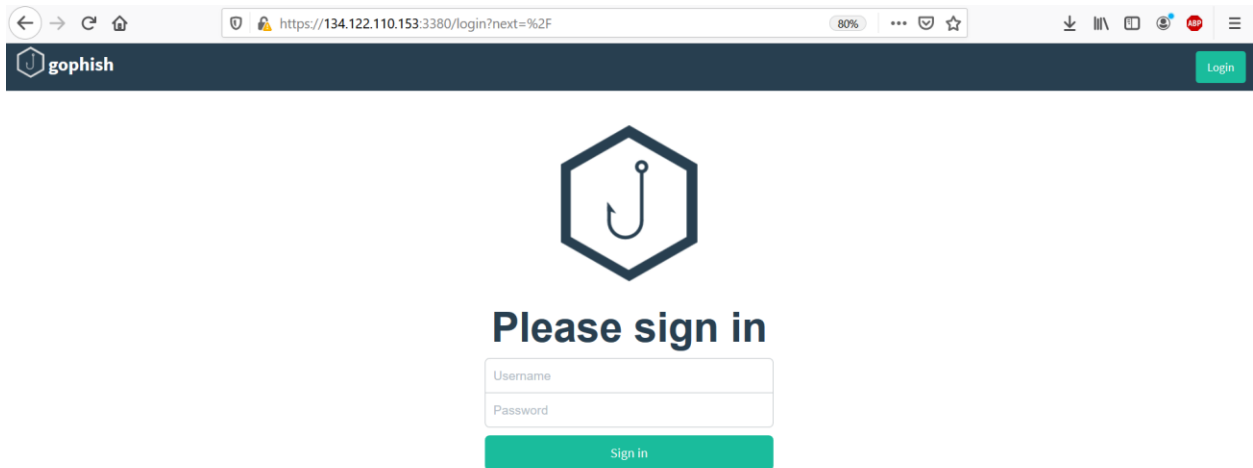 https://134.122.110.153:3380/login?next=%2F
80%
ABP
gophish
Login
Please sign in
Username
Password
Sign in